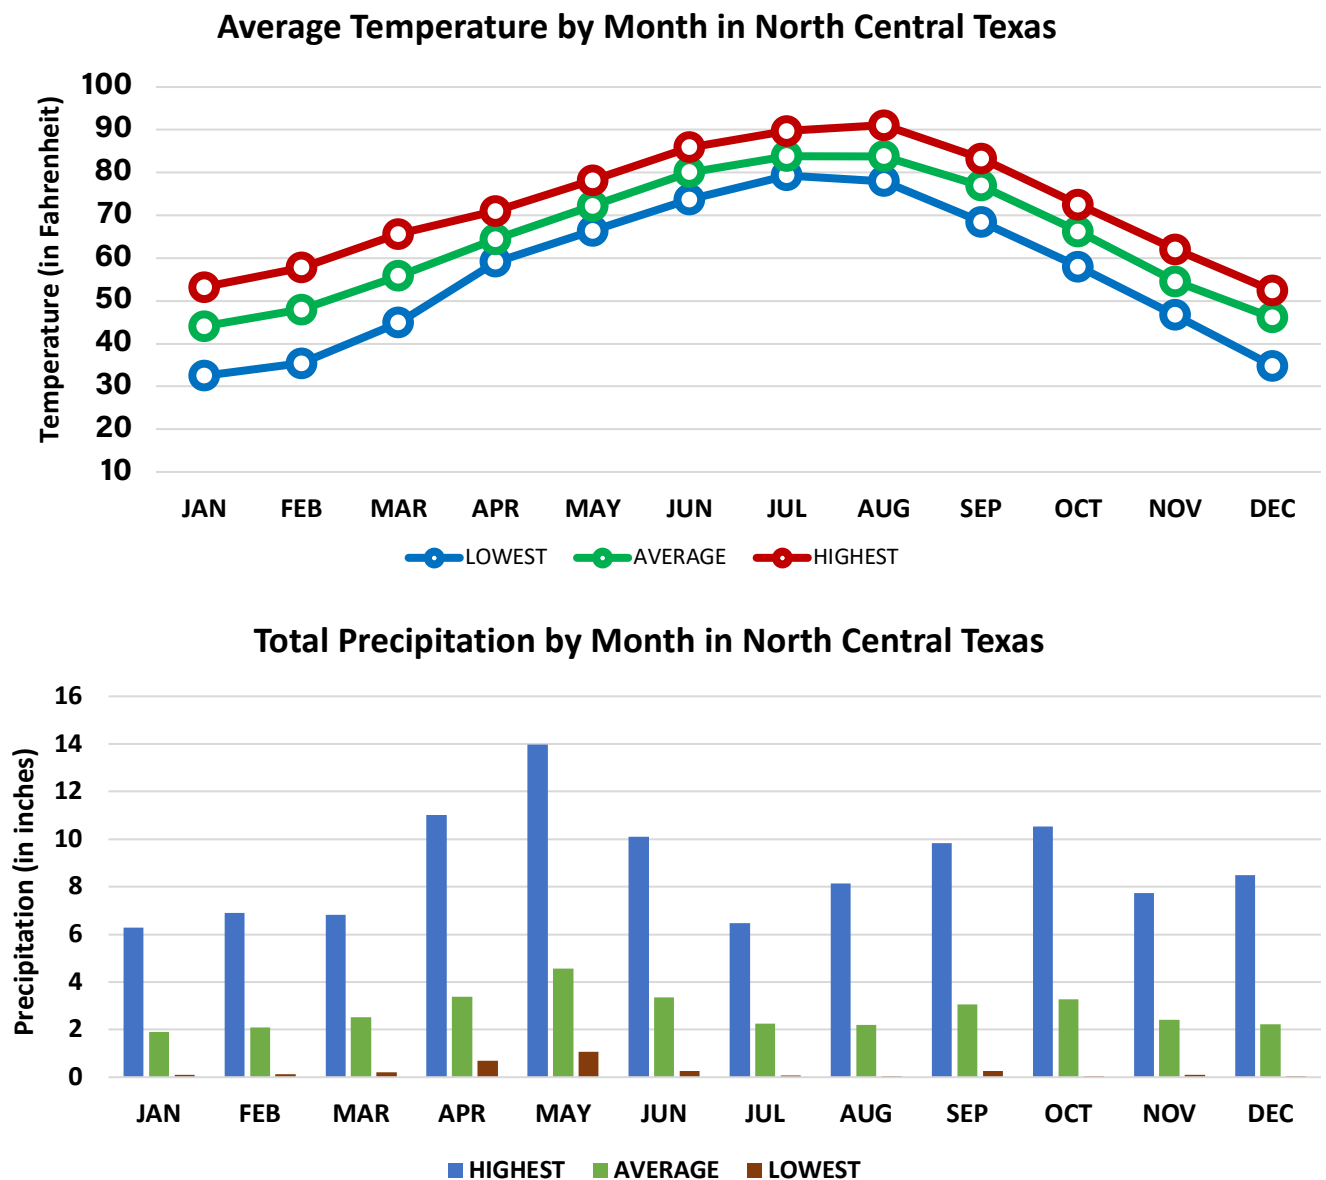 Average Temperature by Month in North Central Texas
Temperature (in Fahrenheit)
100
90
80
70
60
50
40
30
20
10
JAN FEB MAR APR MAY JUN JUL AUG SEP OCT NOV DEC
LOWEST AVERAGE HIGHEST
Total Precipitation by Month in North Central Texas
Precipitation (in inches)
16
14
12
10
8
6
4
2
0
JAN FEB MAR APR MAY JUN JUL AUG SEP OCT NOV DEC
HIGHEST AVERAGE LOWEST